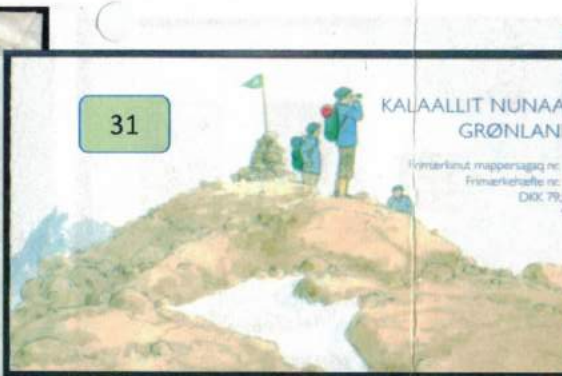 31
KALAALLIT NUNAA
GRØNLAN
Frimærkinut mappersagaq nr.
Frimærkehæfte nr.
DKK 79,